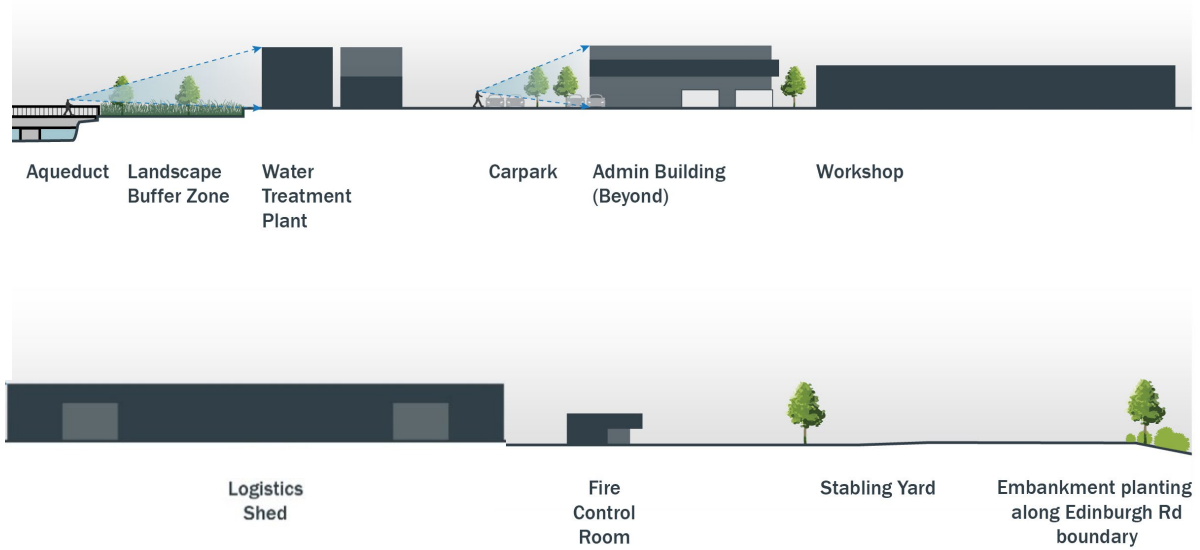 Aqueduct
Landscape
Buffer Zone
Water
Treatment
Plant
Carpark
Admin Building
(Beyond)
Workshop
Logistics
Shed
Fire
Control
Room
Stabling Yard
Embankment planting
along Edinburgh Rd
boundary